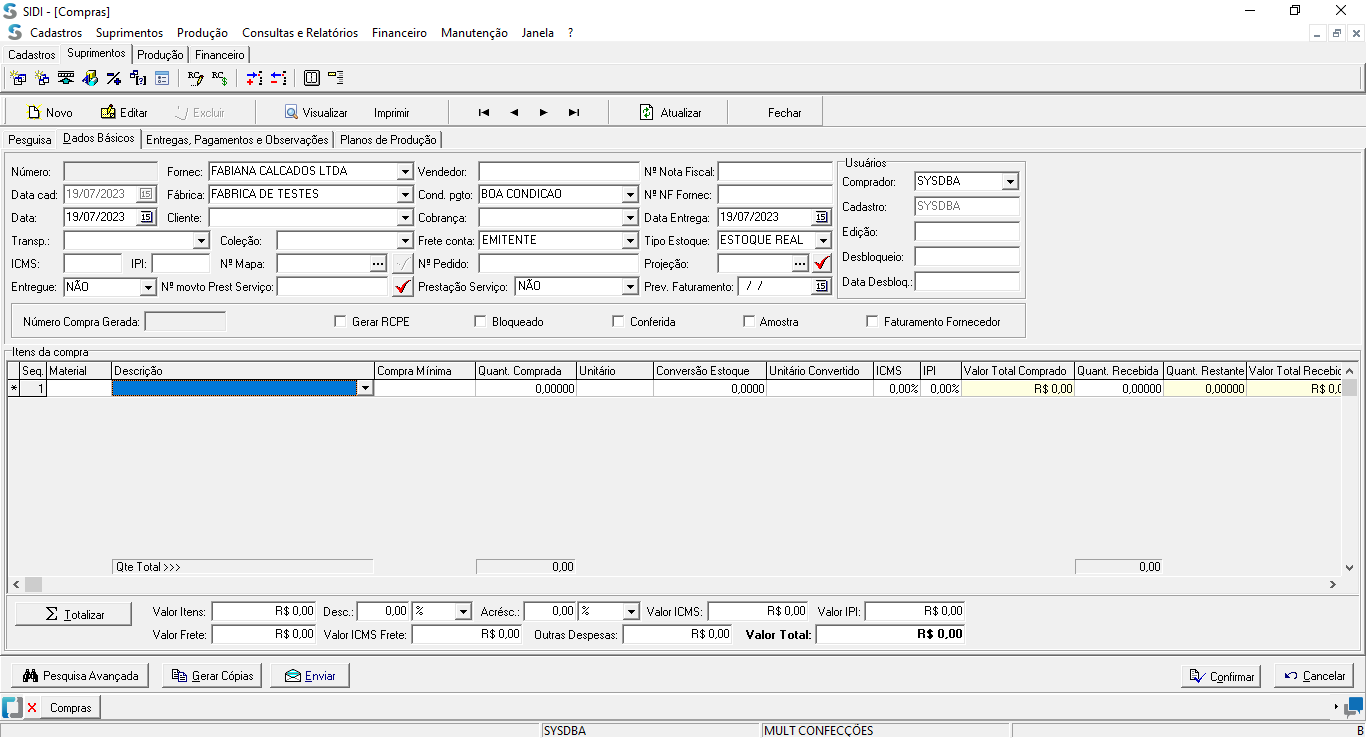 SIDI - [Compras]
Cadastros Suprimentos Produção Consultas e Relatórios Financeiro Manutenção Janela ?
Cadastros Suprimentos Produção Financeiro
Novo Editar Excluir Visualizar Imprimir Atualizar Fechar
Pesquisa Dados Básicos Entregas, Pagamentos e Observações Planos de Produção
Usuários
Número: Fornec: FABIANA CALCADOS LTDA Vendedor: Nº Nota Fiscal: Comprador: SYSDBA
Data cad: 19/07/2023 15 Fábrica: FABRICA DE TESTES Cond. pgto: BOA CONDICAO Nº NF Fornec: Cadastro: SYSDBA
Data: 19/07/2023 15 Cliente: Cobrança: Data Entrega: 19/07/2023 15 Edição:
Transp.: Coleção: Frete conta: EMITENTE Tipo Estoque: ESTOQUE REAL Desbloqueio:
ICMS: IPI: Nº Mapa: ... Nº Pedido: Projeção: ... Data Desbloq.:
Entregue: NÃO Nº movto Prest Serviço: Prestação Serviço: NÃO Prev. Faturamento: / / 15
Número Compra Gerada: Gerar RCPE Bloqueado Conferida Amostra Faturamento Fornecedor
Itens da compra
Seq. Material Descrição Compra Mínima Quant. Comprada Unitário Conversão Estoque Unitário Convertido ICMS IPI Valor Total Comprado Quant. Recebida Quant. Restante Valor Total Recebid
* 1 0,00000 0,0000 0,00% 0,00% R$ 0,00 0,00000 0,00000 R$ 0,0
Qte Total >>> 0,00 0,00
Σ Totalizar Valor Itens: R$ 0,00 Desc.: 0,00 % Acrésc.: 0,00 % Valor ICMS: R$ 0,00 Valor IPI: R$ 0,00
Valor Frete: R$ 0,00 Valor ICMS Frete: R$ 0,00 Outras Despesas: R$ 0,00 Valor Total: R$ 0,00
Pesquisa Avançada Gerar Cópias Enviar Confirmar Cancelar
Compras
SYSDBA MULT CONFECÇÕES B